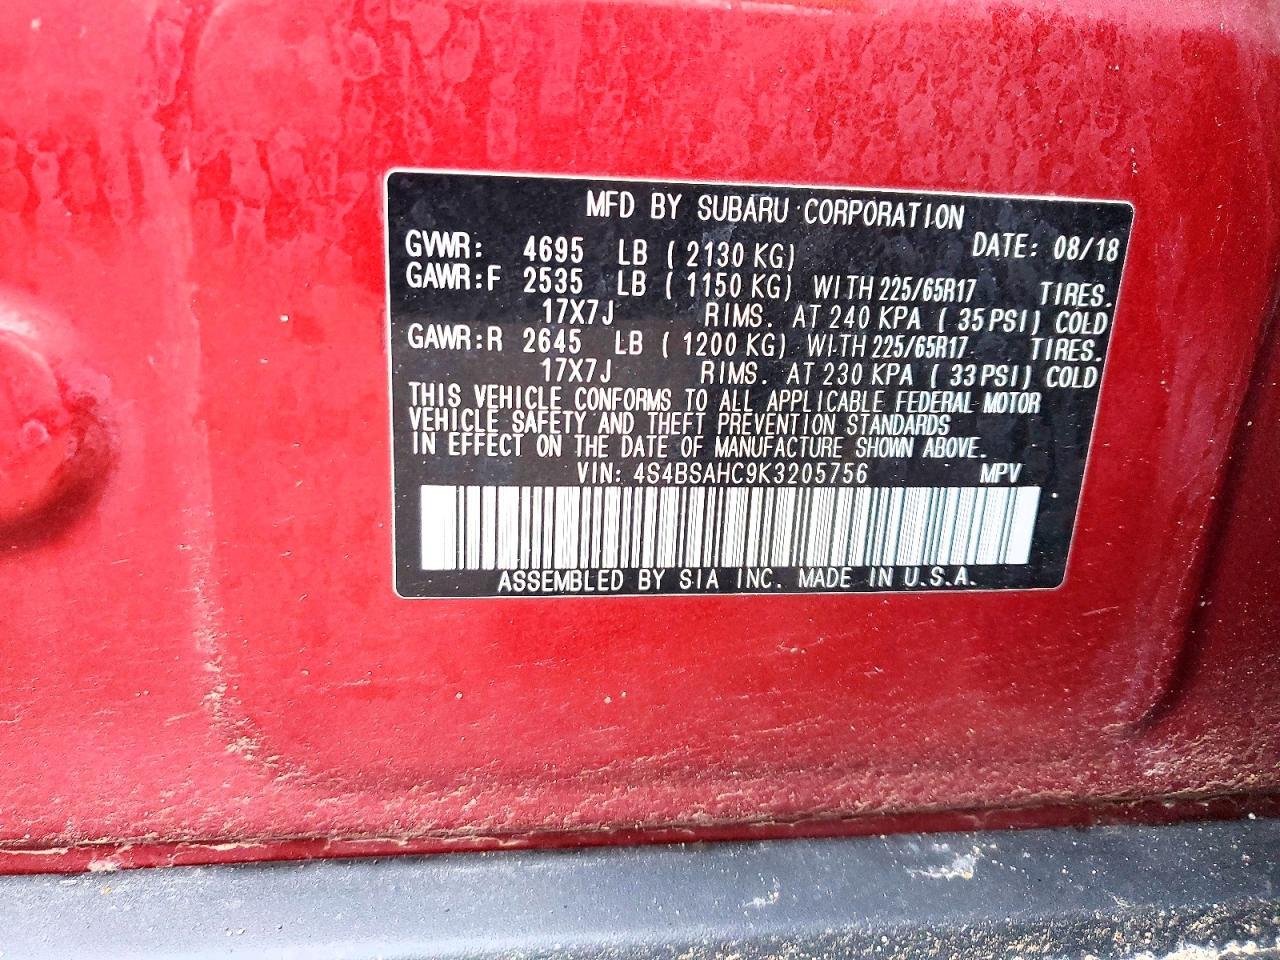 MFD BY SUBARU CORPORATION
DATE: 08/18
GVWR: 4695 LB ( 2130 KG)
GAWR:F 2535 LB ( 1150 KG) WITH 225/65R17 TIRES.
17X7J RIMS. AT 240 KPA ( 35 PSI) COLD
GAWR:R 2645 LB ( 1200 KG) WITH 225/65R17 TIRES.
17X7J RIMS. AT 230 KPA ( 33 PSI) COLD
THIS VEHICLE CONFORMS TO ALL APPLICABLE FEDERAL MOTOR
VEHICLE SAFETY AND THEFT PREVENTION STANDARDS
IN EFFECT ON THE DATE OF MANUFACTURE SHOWN ABOVE.
VIN: 4S4BSAHC9K3205756 MPV
ASSEMBLED BY SIA INC. MADE IN U.S.A.